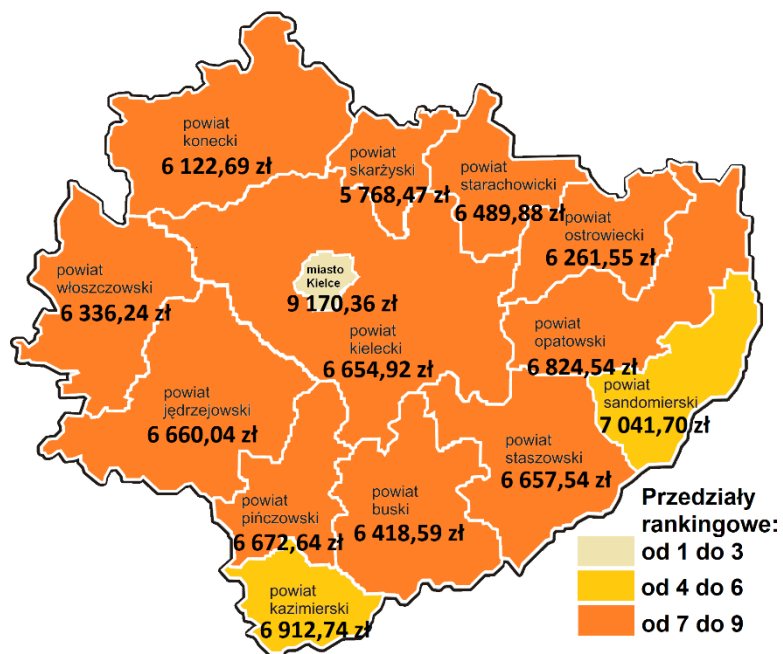 powiat
konecki
6 122,69 zł
powiat
skarżyski
5 768,47 zł
powiat
starachowicki
6 489,88 zł
powiat
ostrowiecki
6 261,55 zł
powiat
włoszczowski
6 336,24 zł
miasto
Kielce
9 170,36 zł
powiat
kielecki
6 654,92 zł
powiat
opatowski
6 824,54 zł
powiat
sandomierski
7 041,70 zł
powiat
jędrzejowski
6 660,04 zł
powiat
staszowski
6 657,54 zł
powiat
pińczowski
6 672,64 zł
powiat
buski
6 418,59 zł
powiat
kazimierski
6 912,74 zł
Przedziały
rankingowe:
od 1 do 3
od 4 do 6
od 7 do 9